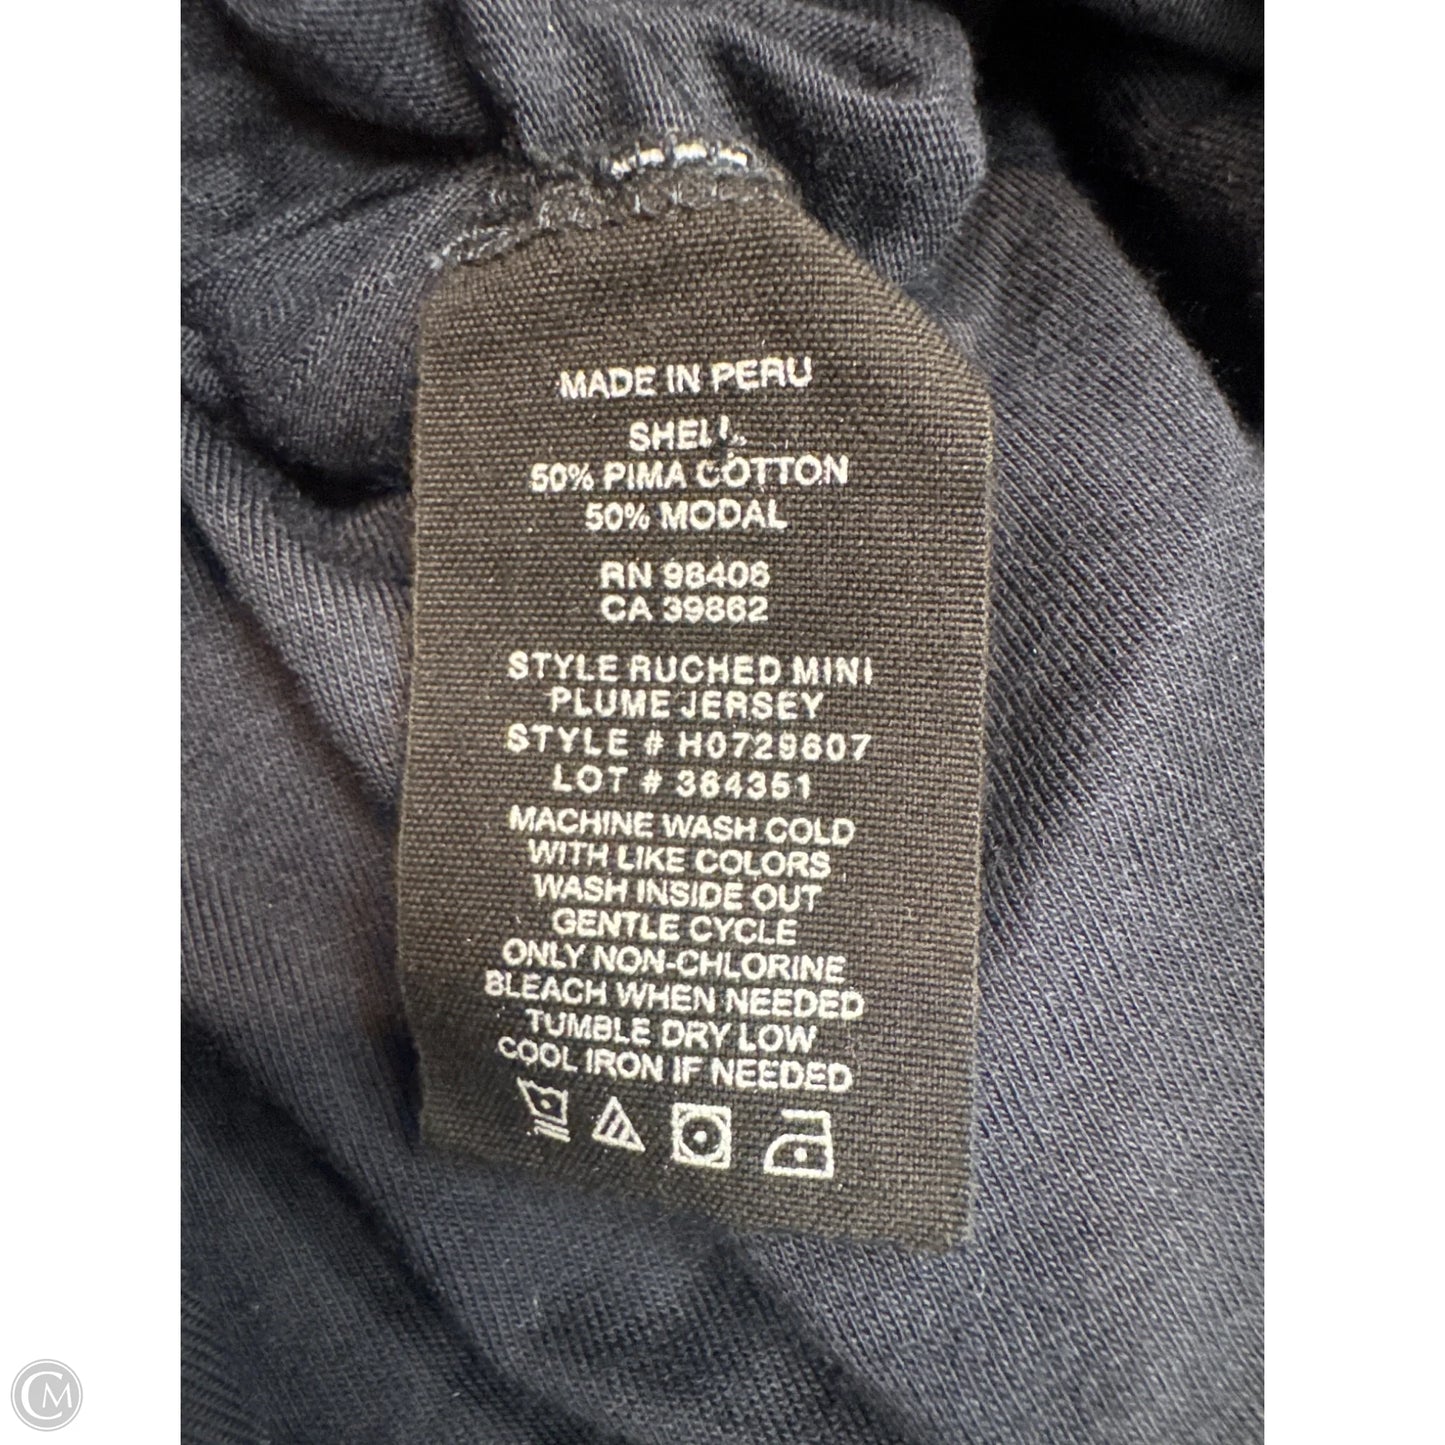 MADE IN PERU
SHELL
50% PIMA COTTON
50% MODAL
RN 98406
CA 39862
STYLE RUCHED MINI
PLUME JERSEY
STYLE # H0729607
LOT # 384351
MACHINE WASH COLD
WITH LIKE COLORS
WASH INSIDE OUT
GENTLE CYCLE
ONLY NON-CHLORINE
BLEACH WHEN NEEDED
TUMBLE DRY LOW
COOL IRON IF NEEDED
CM